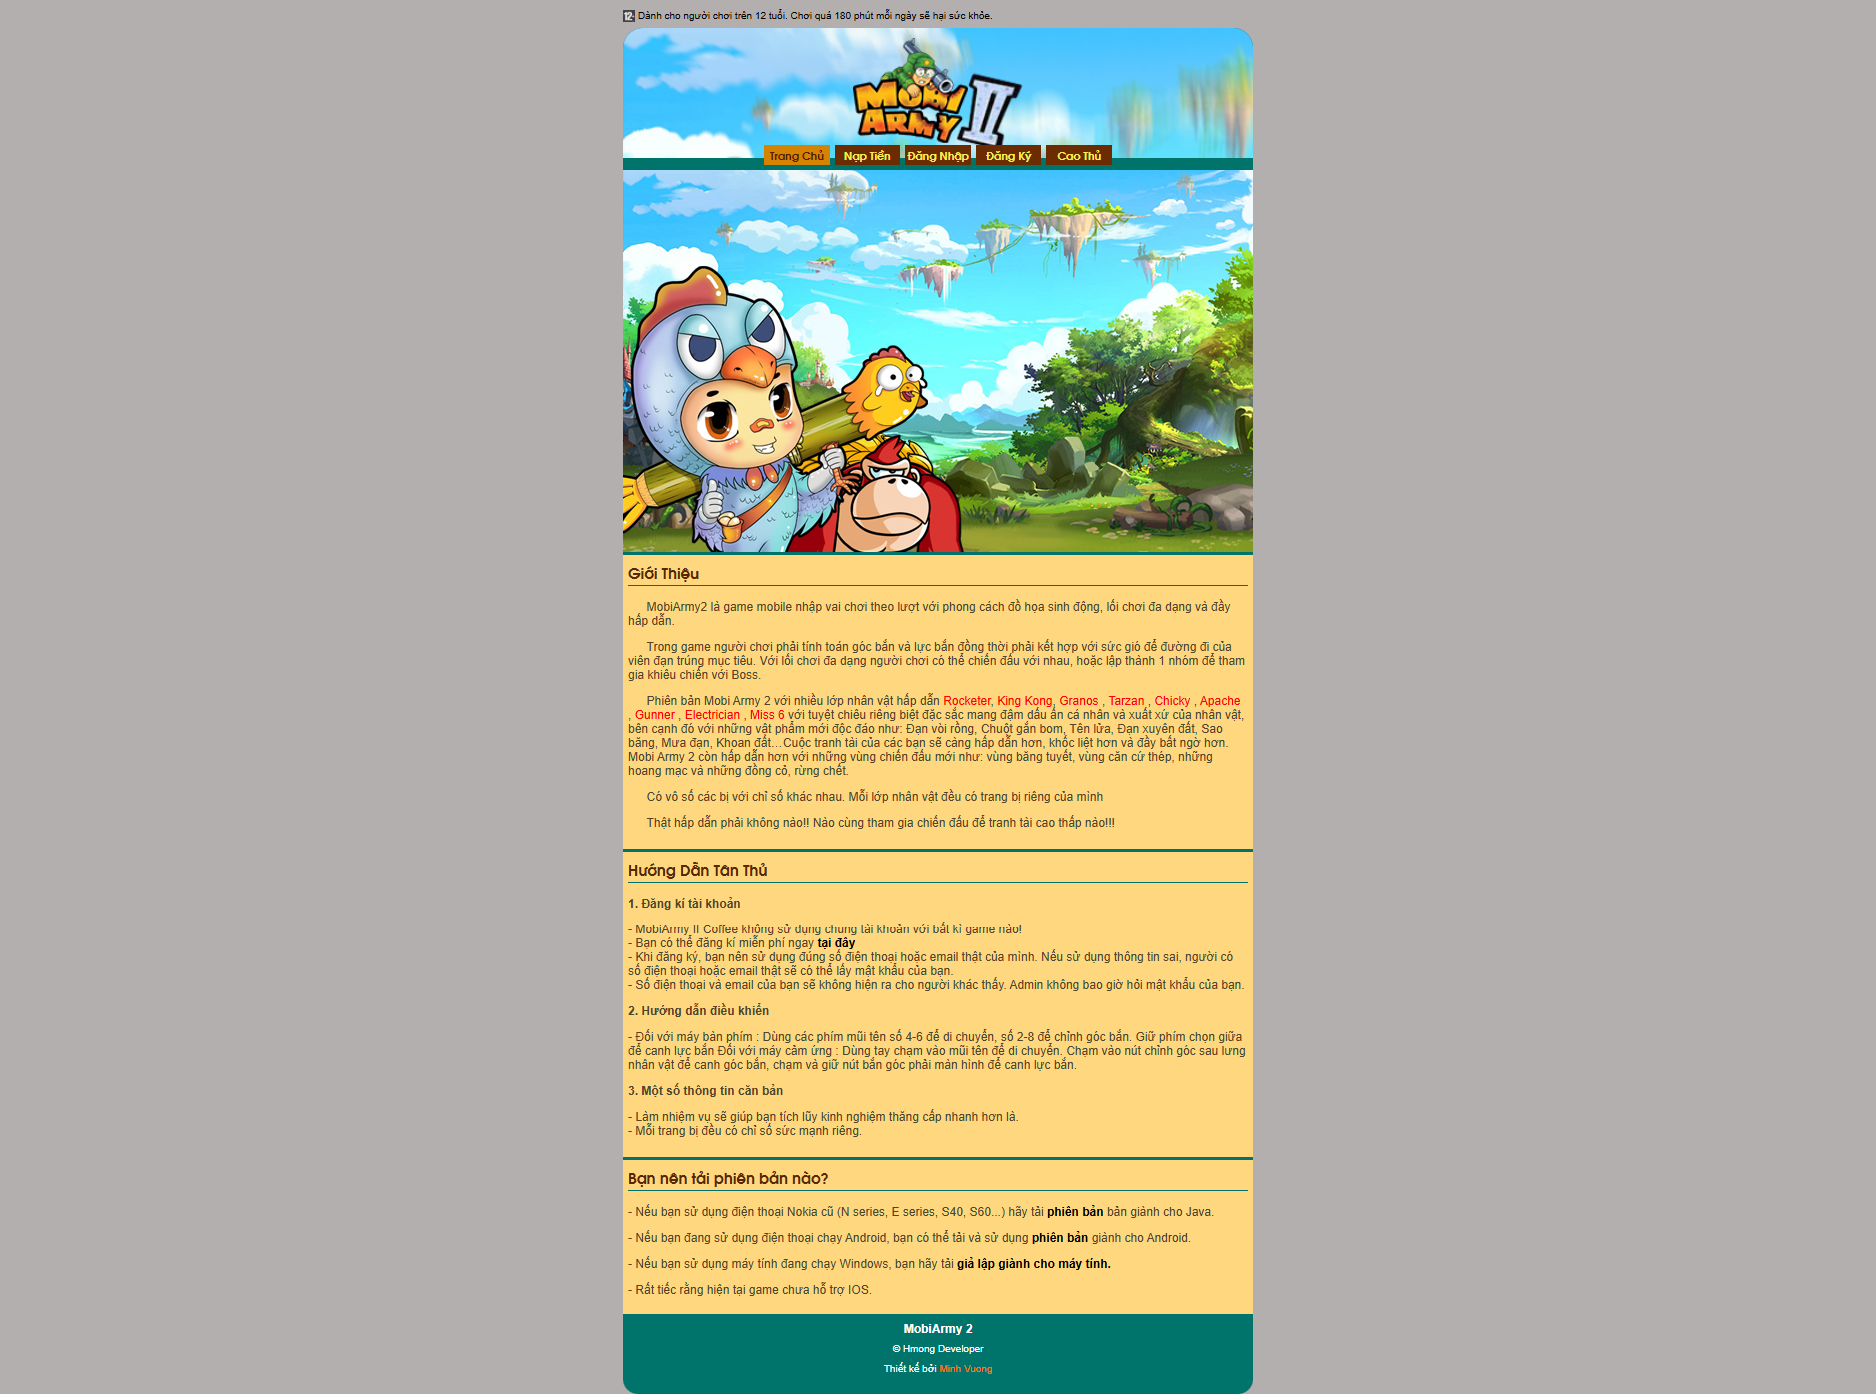 12+ Dành cho người chơi trên 12 tuổi. Chơi quá 180 phút mỗi ngày sẽ hại sức khỏe.
MOBI ARMY II
Trang Chủ Nạp Tiền Đăng Nhập Đăng Ký Cao Thủ
Giới Thiệu
MobiArmy2 là game mobile nhập vai chơi theo lượt với phong cách đồ họa sinh động, lối chơi đa dạng và đầy
hấp dẫn.
Trong game người chơi phải tính toán góc bắn và lực bắn đồng thời phải kết hợp với sức gió để đường đi của
viên đạn trúng mục tiêu. Với lối chơi đa dạng người chơi có thể chiến đấu với nhau, hoặc lập thành 1 nhóm để tham
gia khiêu chiến với Boss.
Phiên bản Mobi Army 2 với nhiều lớp nhân vật hấp dẫn Rocketer, King Kong, Granos , Tarzan , Chicky , Apache
, Gunner , Electrician , Miss 6 với tuyệt chiêu riêng biệt đặc sắc mang đậm dấu ấn cá nhân và xuất xứ của nhân vật,
bên cạnh đó với những vật phẩm mới độc đáo như: Đạn vòi rồng, Chuột gắn bom, Tên lửa, Đạn xuyên đất, Sao
băng, Mưa đạn, Khoan đất…Cuộc tranh tài của các bạn sẽ càng hấp dẫn hơn, khốc liệt hơn và đầy bất ngờ hơn.
Mobi Army 2 còn hấp dẫn hơn với những vùng chiến đấu mới như: vùng băng tuyết, vùng căn cứ thép, những
hoang mạc và những đồng cỏ, rừng chết.
Có vô số các bị với chỉ số khác nhau. Mỗi lớp nhân vật đều có trang bị riêng của mình
Thật hấp dẫn phải không nào!! Nào cùng tham gia chiến đấu để tranh tài cao thấp nào!!!
Hướng Dẫn Tân Thủ
1. Đăng kí tài khoản
- MobiArmy II Coffee không sử dụng chung tài khoản với bất kì game nào!
- Bạn có thể đăng kí miễn phí ngay tại đây
- Khi đăng ký, bạn nên sử dụng đúng số điện thoại hoặc email thật của mình. Nếu sử dụng thông tin sai, người có
số điện thoại hoặc email thật sẽ có thể lấy mật khẩu của bạn.
- Số điện thoại và email của bạn sẽ không hiện ra cho người khác thấy. Admin không bao giờ hỏi mật khẩu của bạn.
2. Hướng dẫn điều khiển
- Đối với máy bàn phím : Dùng các phím mũi tên số 4-6 để di chuyển, số 2-8 để chỉnh góc bắn. Giữ phím chọn giữa
để canh lực bắn Đối với máy cảm ứng : Dùng tay chạm vào mũi tên để di chuyển. Chạm vào nút chỉnh góc sau lưng
nhân vật để canh góc bắn, chạm và giữ nút bắn góc phải màn hình để canh lực bắn.
3. Một số thông tin căn bản
- Làm nhiệm vụ sẽ giúp bạn tích lũy kinh nghiệm thăng cấp nhanh hơn là.
- Mỗi trang bị đều có chỉ số sức mạnh riêng.
Bạn nên tải phiên bản nào?
- Nếu bạn sử dụng điện thoại Nokia cũ (N series, E series, S40, S60...) hãy tải phiên bản bản giành cho Java.
- Nếu bạn đang sử dụng điện thoại chạy Android, bạn có thể tải và sử dụng phiên bản giành cho Android.
- Nếu bạn sử dụng máy tính đang chạy Windows, bạn hãy tải giả lập giành cho máy tính.
- Rất tiếc rằng hiện tại game chưa hỗ trợ IOS.
MobiArmy 2
© Hmong Developer
Thiết kế bởi Minh Vuong